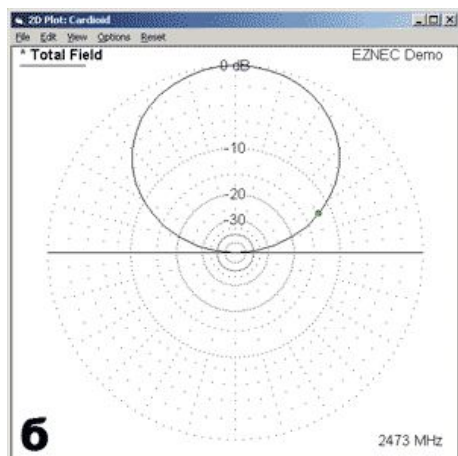 2D Plot: Cardioid
File Edit View Options Reset
* Total Field
EZNEC Demo
0 dB
-10
-20
-30
б
2473 MHz